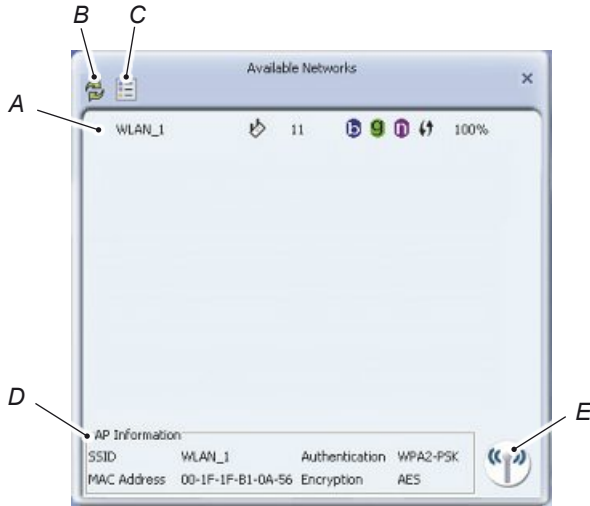 B
C
Available Networks
A
WLAN_1 11 b g n 100%
D
E
AP Information
SSID WLAN_1 Authentication WPA2-PSK
MAC Address 00-1F-1F-B1-0A-56 Encryption AES